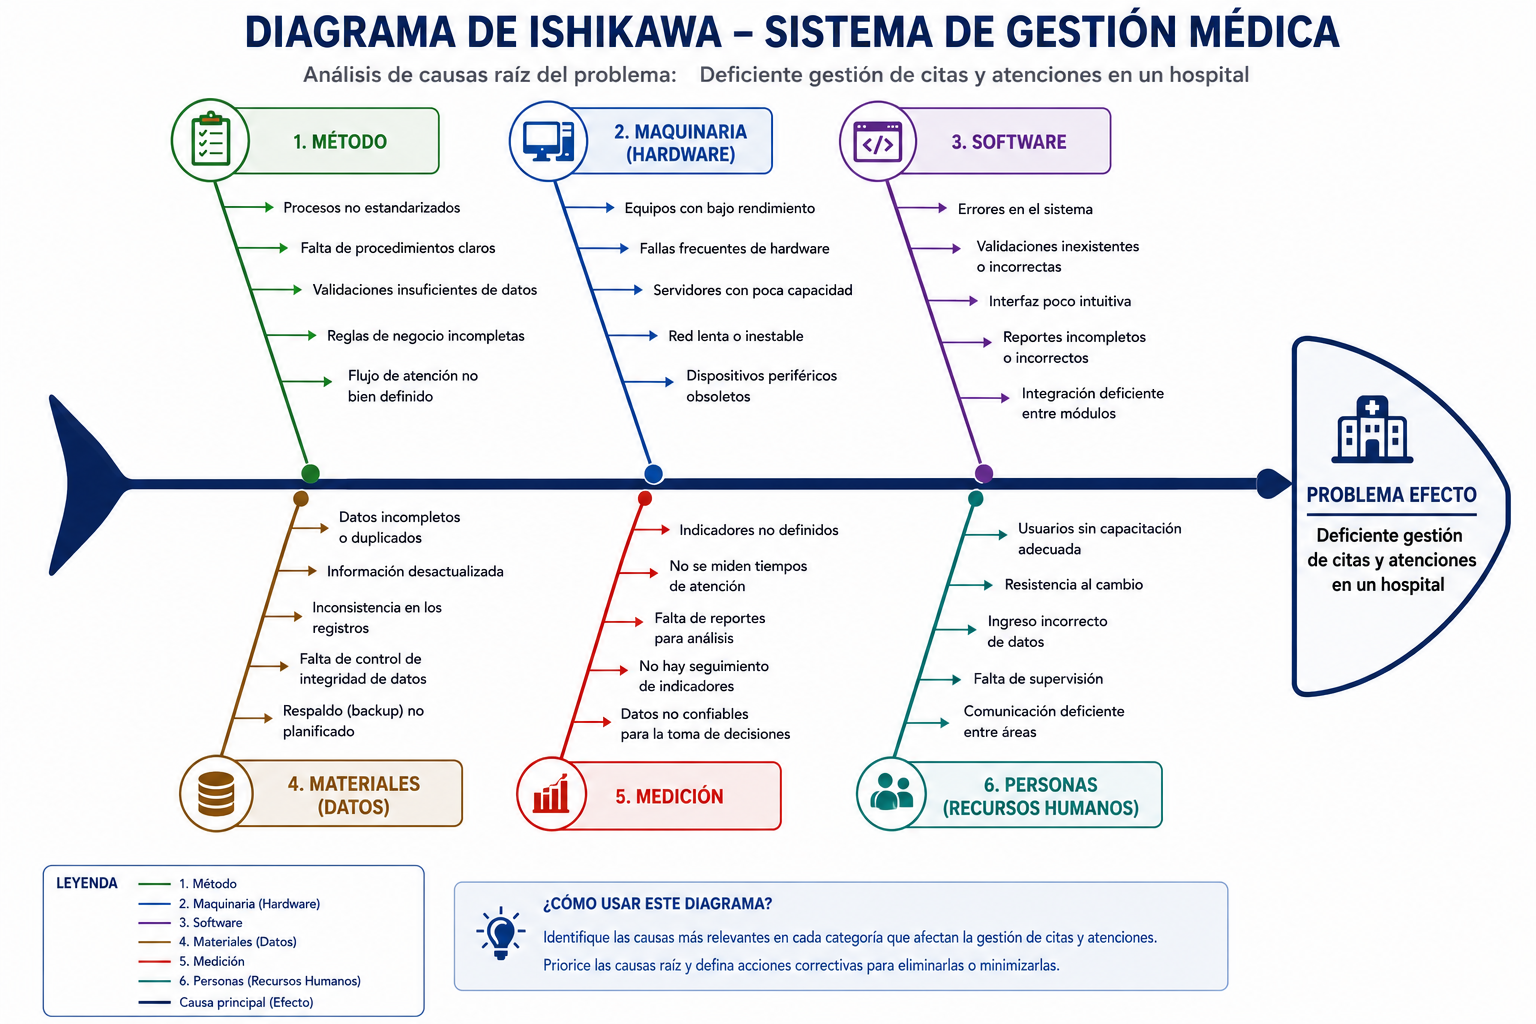 DIAGRAMA DE ISHIKAWA – SISTEMA DE GESTIÓN MÉDICA
Análisis de causas raíz del problema: Deficiente gestión de citas y atenciones en un hospital
1. MÉTODO
Procesos no estandarizados
Falta de procedimientos claros
Validaciones insuficientes de datos
Reglas de negocio incompletas
Flujo de atención no
bien definido
2. MAQUINARIA
(HARDWARE)
Equipos con bajo rendimiento
Fallas frecuentes de hardware
Servidores con poca capacidad
Red lenta o inestable
Dispositivos periféricos
obsoletos
3. SOFTWARE
Errores en el sistema
Validaciones inexistentes
o incorrectas
Interfaz poco intuitiva
Reportes incompletos
o incorrectos
Integración deficiente
entre módulos
PROBLEMA EFECTO
Deficiente gestión
de citas y atenciones
en un hospital
Datos incompletos
o duplicados
Información desactualizada
Inconsistencia en los
registros
Falta de control de
integridad de datos
Respaldo (backup) no
planificado
4. MATERIALES
(DATOS)
Indicadores no definidos
No se miden tiempos
de atención
Falta de reportes
para análisis
No hay seguimiento
de indicadores
Datos no confiables
para la toma de decisiones
5. MEDICIÓN
Usuarios sin capacitación
adecuada
Resistencia al cambio
Ingreso incorrecto
de datos
Falta de supervisión
Comunicación deficiente
entre áreas
6. PERSONAS
(RECURSOS HUMANOS)
LEYENDA
1. Método
2. Maquinaria (Hardware)
3. Software
4. Materiales (Datos)
5. Medición
6. Personas (Recursos Humanos)
Causa principal (Efecto)
¿CÓMO USAR ESTE DIAGRAMA?
Identifique las causas más relevantes en cada categoría que afectan la gestión de citas y atenciones.
Priorice las causas raíz y defina acciones correctivas para eliminarlas o minimizarlas.